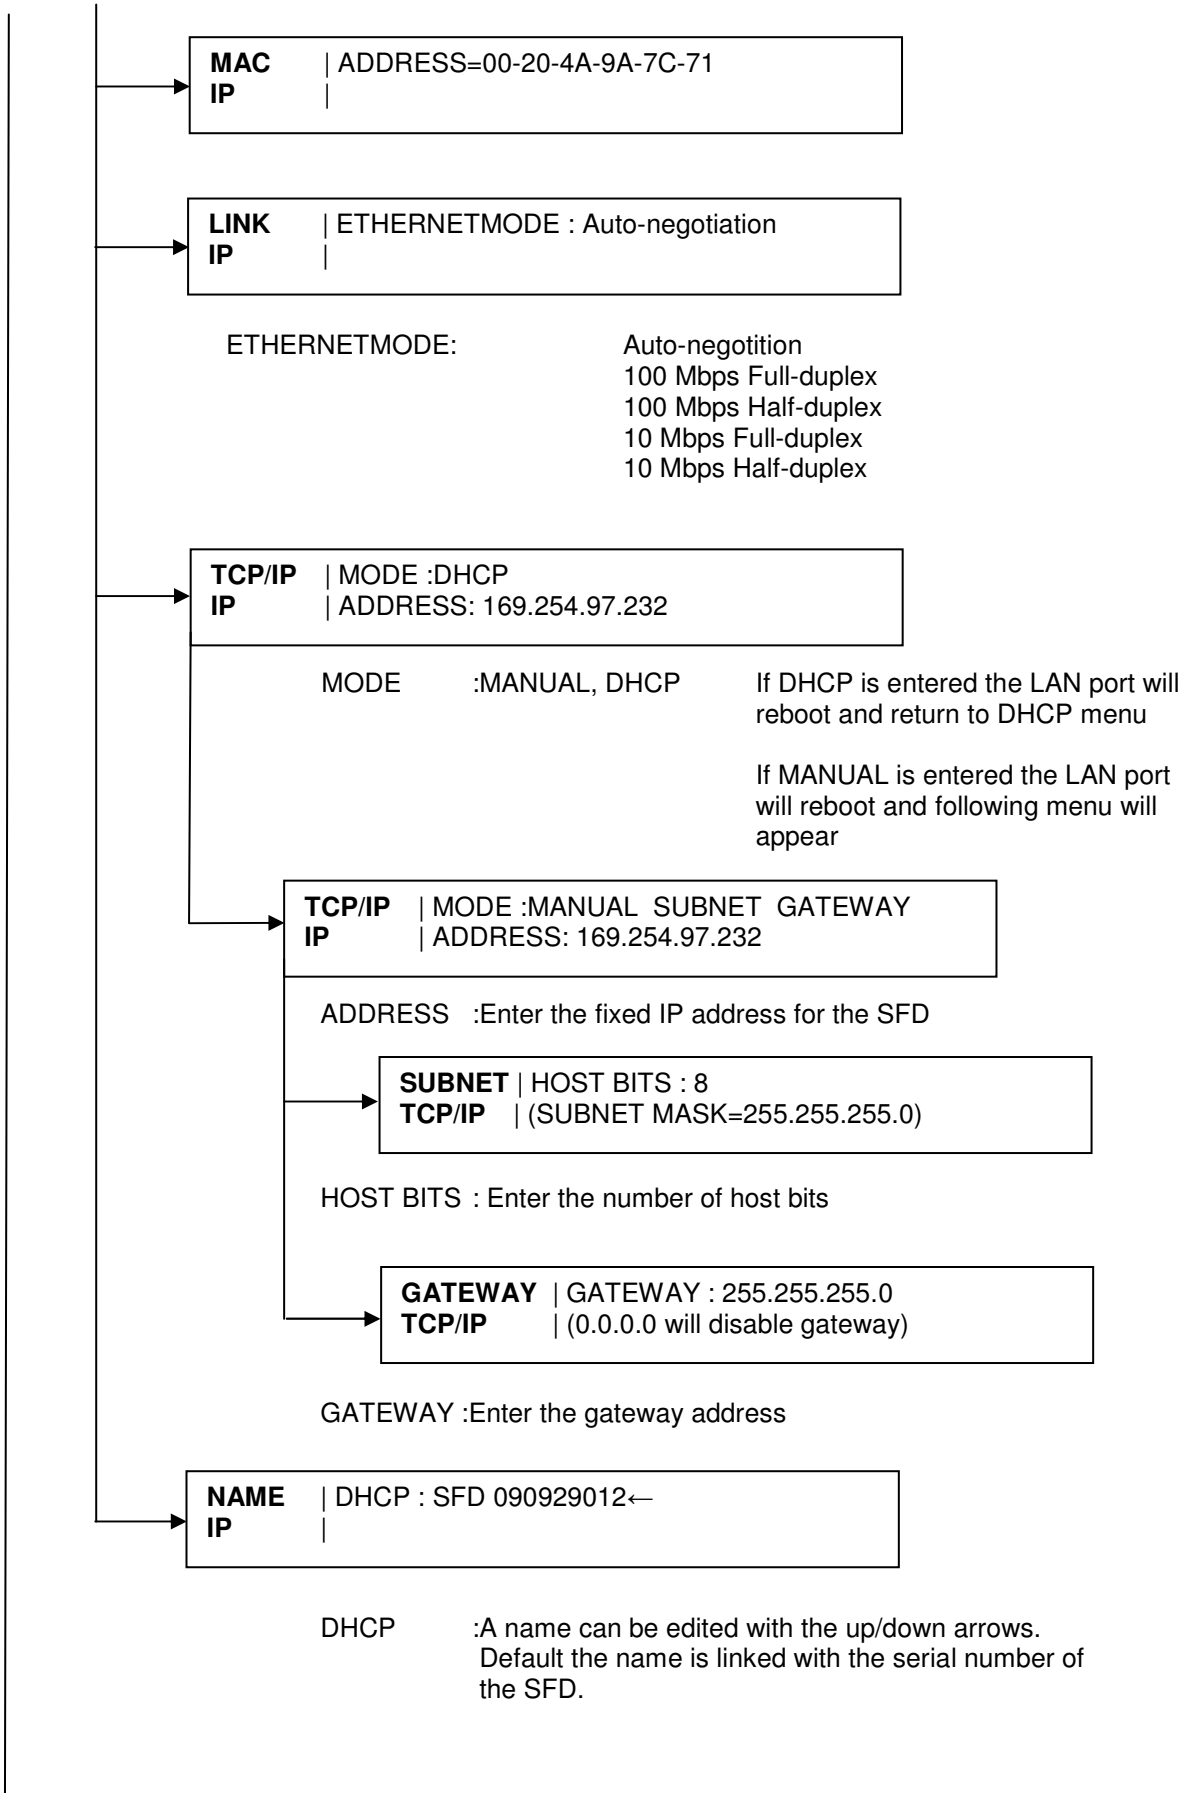 MAC | ADDRESS=00-20-4A-9A-7C-71
IP |
LINK | ETHERNETMODE : Auto-negotiation
IP |
ETHERNETMODE: Auto-negotition
100 Mbps Full-duplex
100 Mbps Half-duplex
10 Mbps Full-duplex
10 Mbps Half-duplex
TCP/IP | MODE :DHCP
IP | ADDRESS: 169.254.97.232
MODE :MANUAL, DHCP If DHCP is entered the LAN port will
reboot and return to DHCP menu
If MANUAL is entered the LAN port
will reboot and following menu will
appear
TCP/IP | MODE :MANUAL SUBNET GATEWAY
IP | ADDRESS: 169.254.97.232
ADDRESS :Enter the fixed IP address for the SFD
SUBNET | HOST BITS : 8
TCP/IP | (SUBNET MASK=255.255.255.0)
HOST BITS : Enter the number of host bits
GATEWAY | GATEWAY : 255.255.255.0
TCP/IP | (0.0.0.0 will disable gateway)
GATEWAY :Enter the gateway address
NAME | DHCP : SFD 090929012←
IP |
DHCP :A name can be edited with the up/down arrows.
Default the name is linked with the serial number of
the SFD.